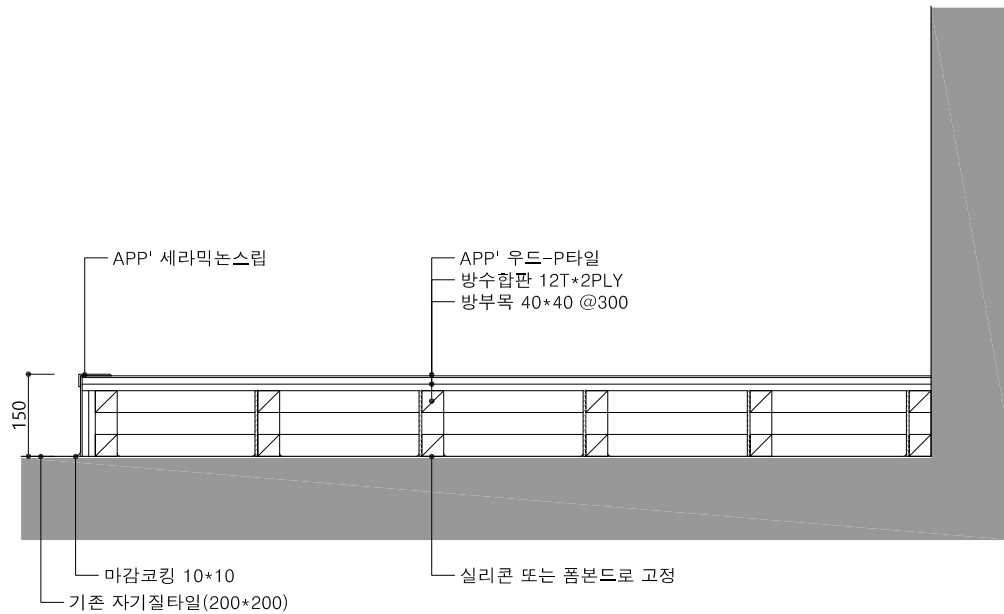 APP' 세라믹논스립
APP' 우드-P타일
방수합판 12T*2PLY
방부목 40*40 @300
150
마감코킹 10*10
실리콘 또는 폼본드로 고정
기존 자기질타일(200*200)